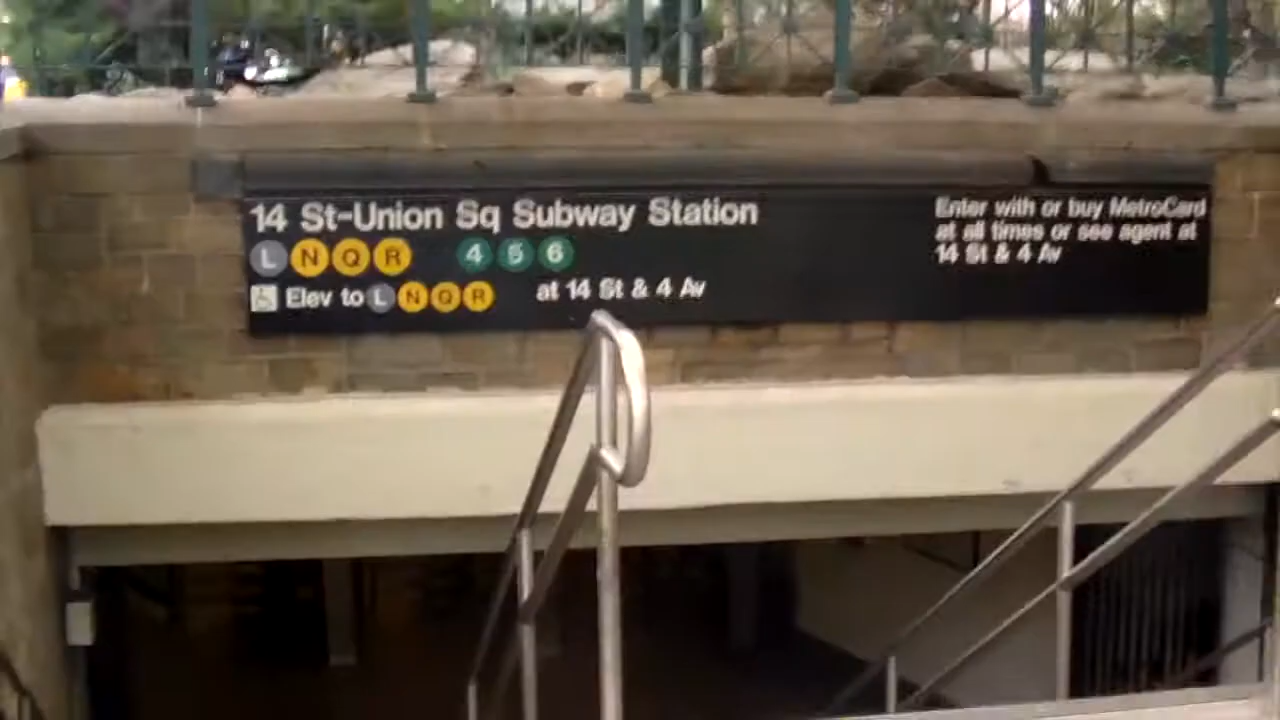 14 St-Union Sq Subway Station
L N Q R 4 5 6
Elev to L N Q R at 14 St & 4 Av
Enter with or buy MetroCard
at all times or see agent at
14 St & 4 Av